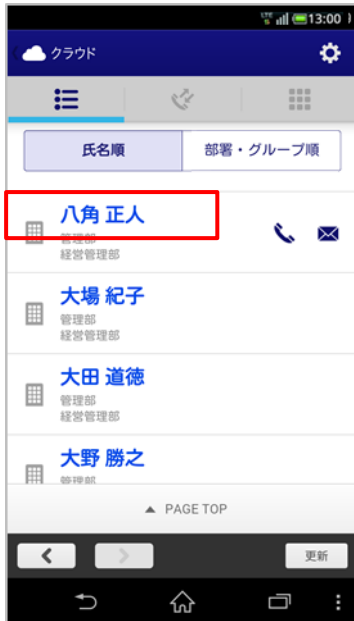 LTE 13:00
クラウド
氏名順 部署・グループ順
八角 正人
管理部
経営管理部
大場 紀子
管理部
経営管理部
大田 道徳
管理部
経営管理部
大野 勝之
管理部
▲ PAGE TOP
更新